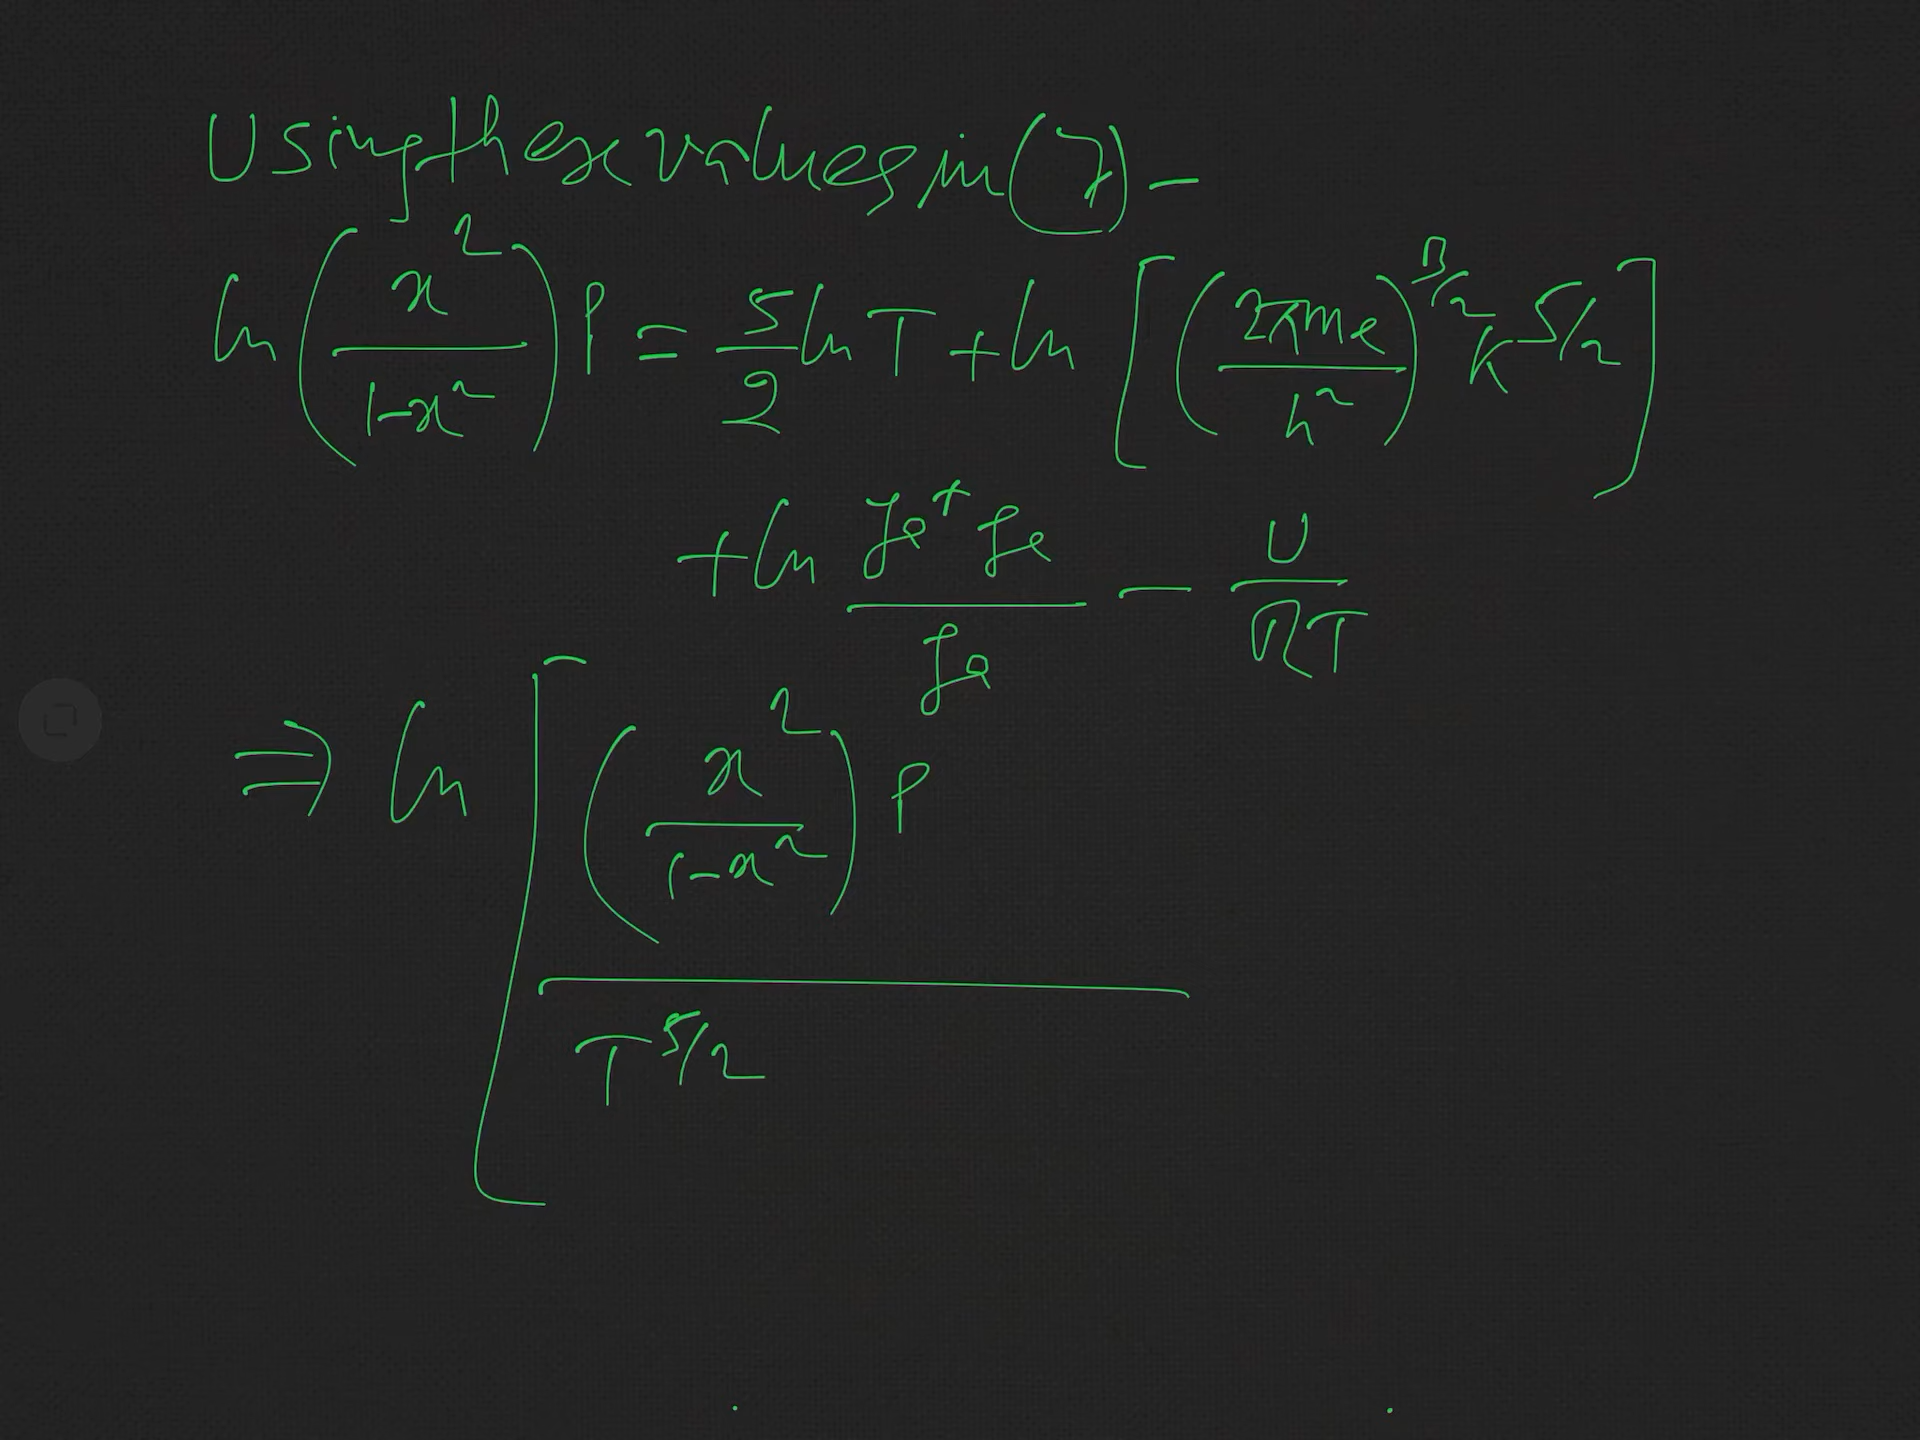 Using these values in (7) -
ln (x²/(1-x²)) P = 5/2 ln T + ln [(2πme/h²)^3/2 k^5/2]
+ ln (ga⁺ ge)/ga - U/RT
⇒ ln [(x²/(1-x²)) P / T^5/2